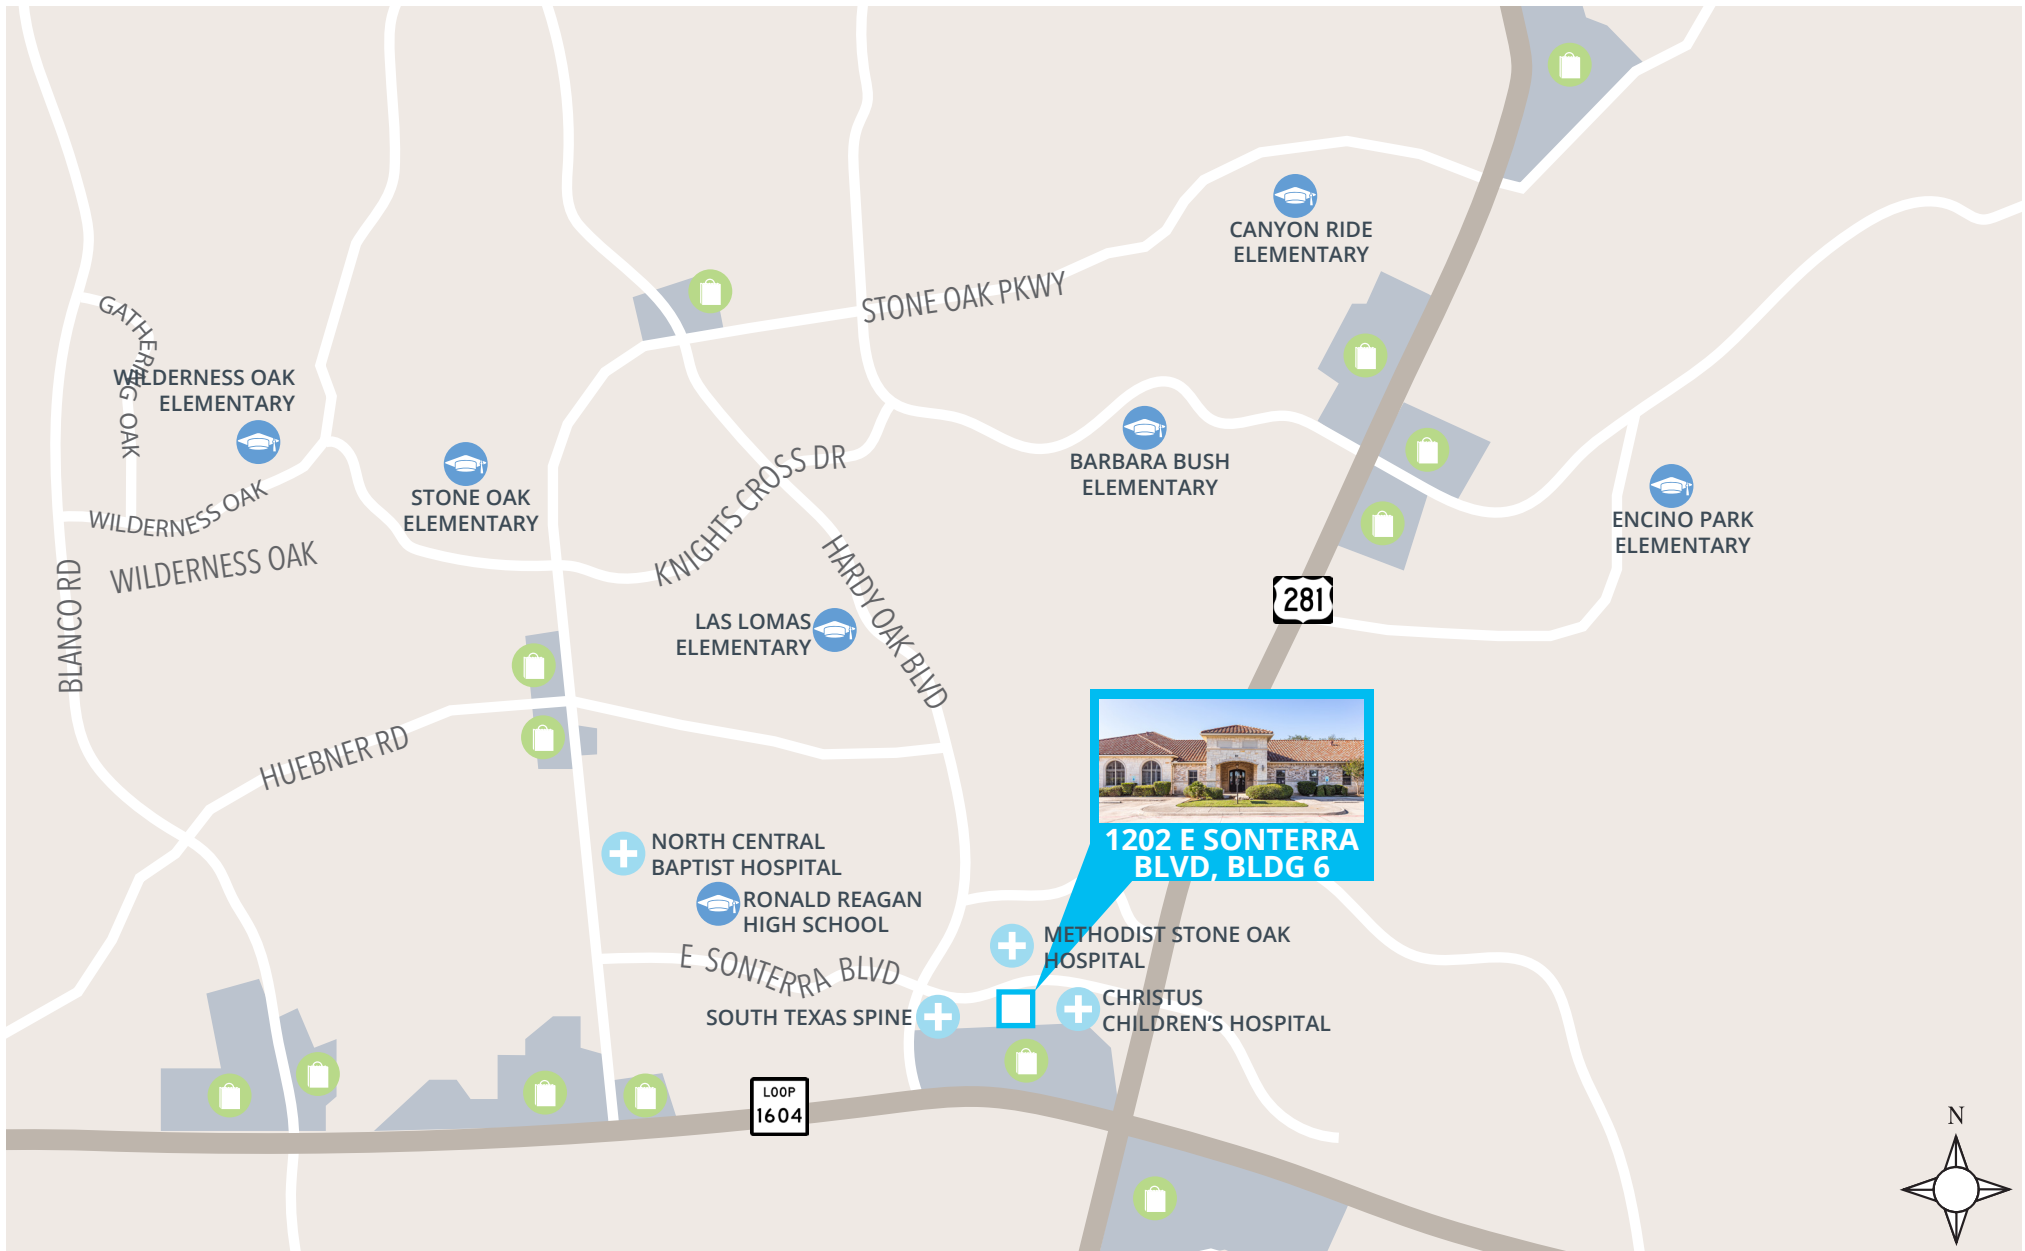 CANYON RIDE
ELEMENTARY
STONE OAK PKWY
GATHERING OAK
WILDERNESS OAK
ELEMENTARY
STONE OAK
ELEMENTARY
WILDERNESS OAK
WILDERNESS OAK
BLANCO RD
KNIGHTS CROSS DR
BARBARA BUSH
ELEMENTARY
ENCINO PARK
ELEMENTARY
HARDY OAK BLVD
LAS LOMAS
ELEMENTARY
281
HUEBNER RD
1202 E SONTERRA
BLVD, BLDG 6
NORTH CENTRAL
BAPTIST HOSPITAL
RONALD REAGAN
HIGH SCHOOL
METHODIST STONE OAK
HOSPITAL
E SONTERRA BLVD
SOUTH TEXAS SPINE
CHRISTUS
CHILDREN'S HOSPITAL
LOOP
1604
N